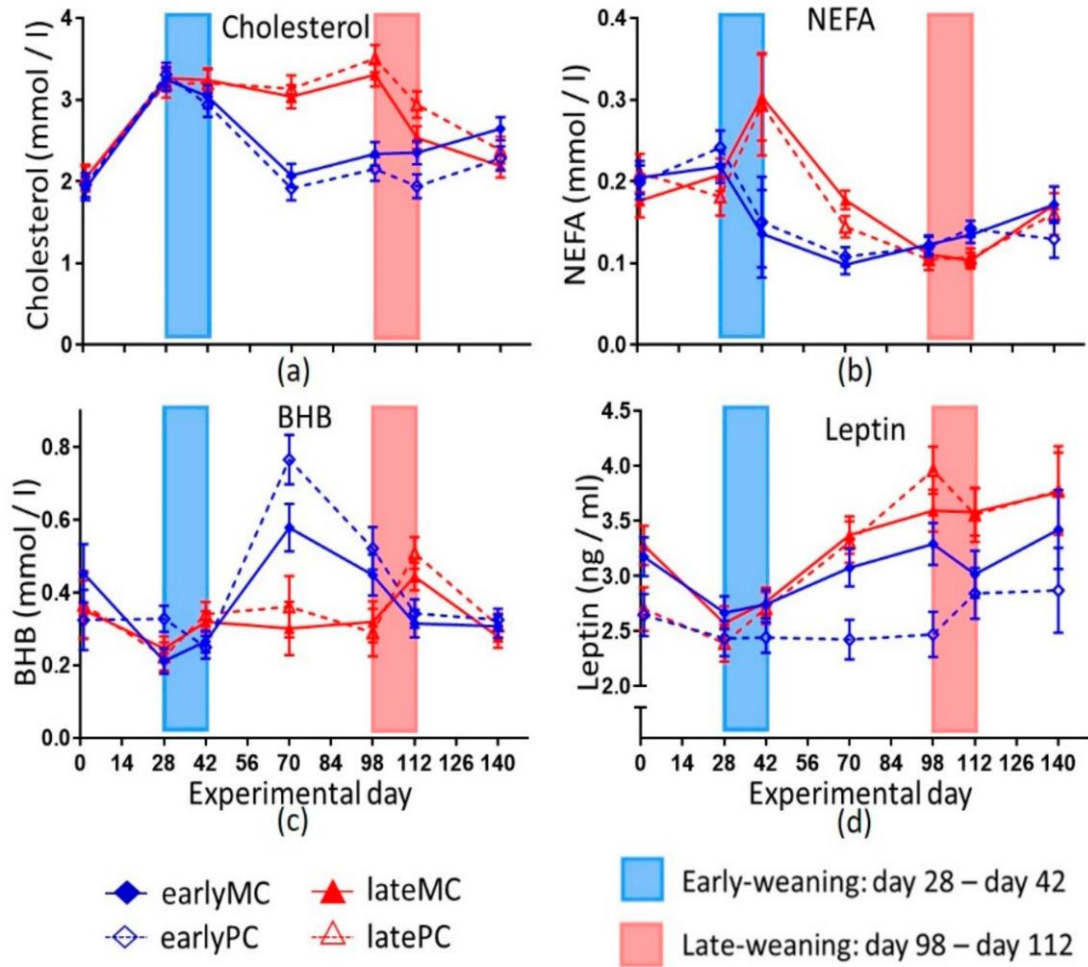 Cholesterol
Cholesterol (mmol / l)
4
3
2
1
0
(a)
NEFA
NEFA (mmol / l)
0.4
0.3
0.2
0.1
0.0
(b)
BHB
BHB (mmol / l)
0.8
0.6
0.4
0.2
0.0
0 14 28 42 56 70 84 98 112 126 140
Experimental day
(c)
Leptin
Leptin (ng / ml)
4.5
4.0
3.5
3.0
2.5
2.0
0 14 28 42 56 70 84 98 112 126 140
Experimental day
(d)
earlyMC
lateMC
earlyPC
latePC
Early-weaning: day 28 – day 42
Late-weaning: day 98 – day 112